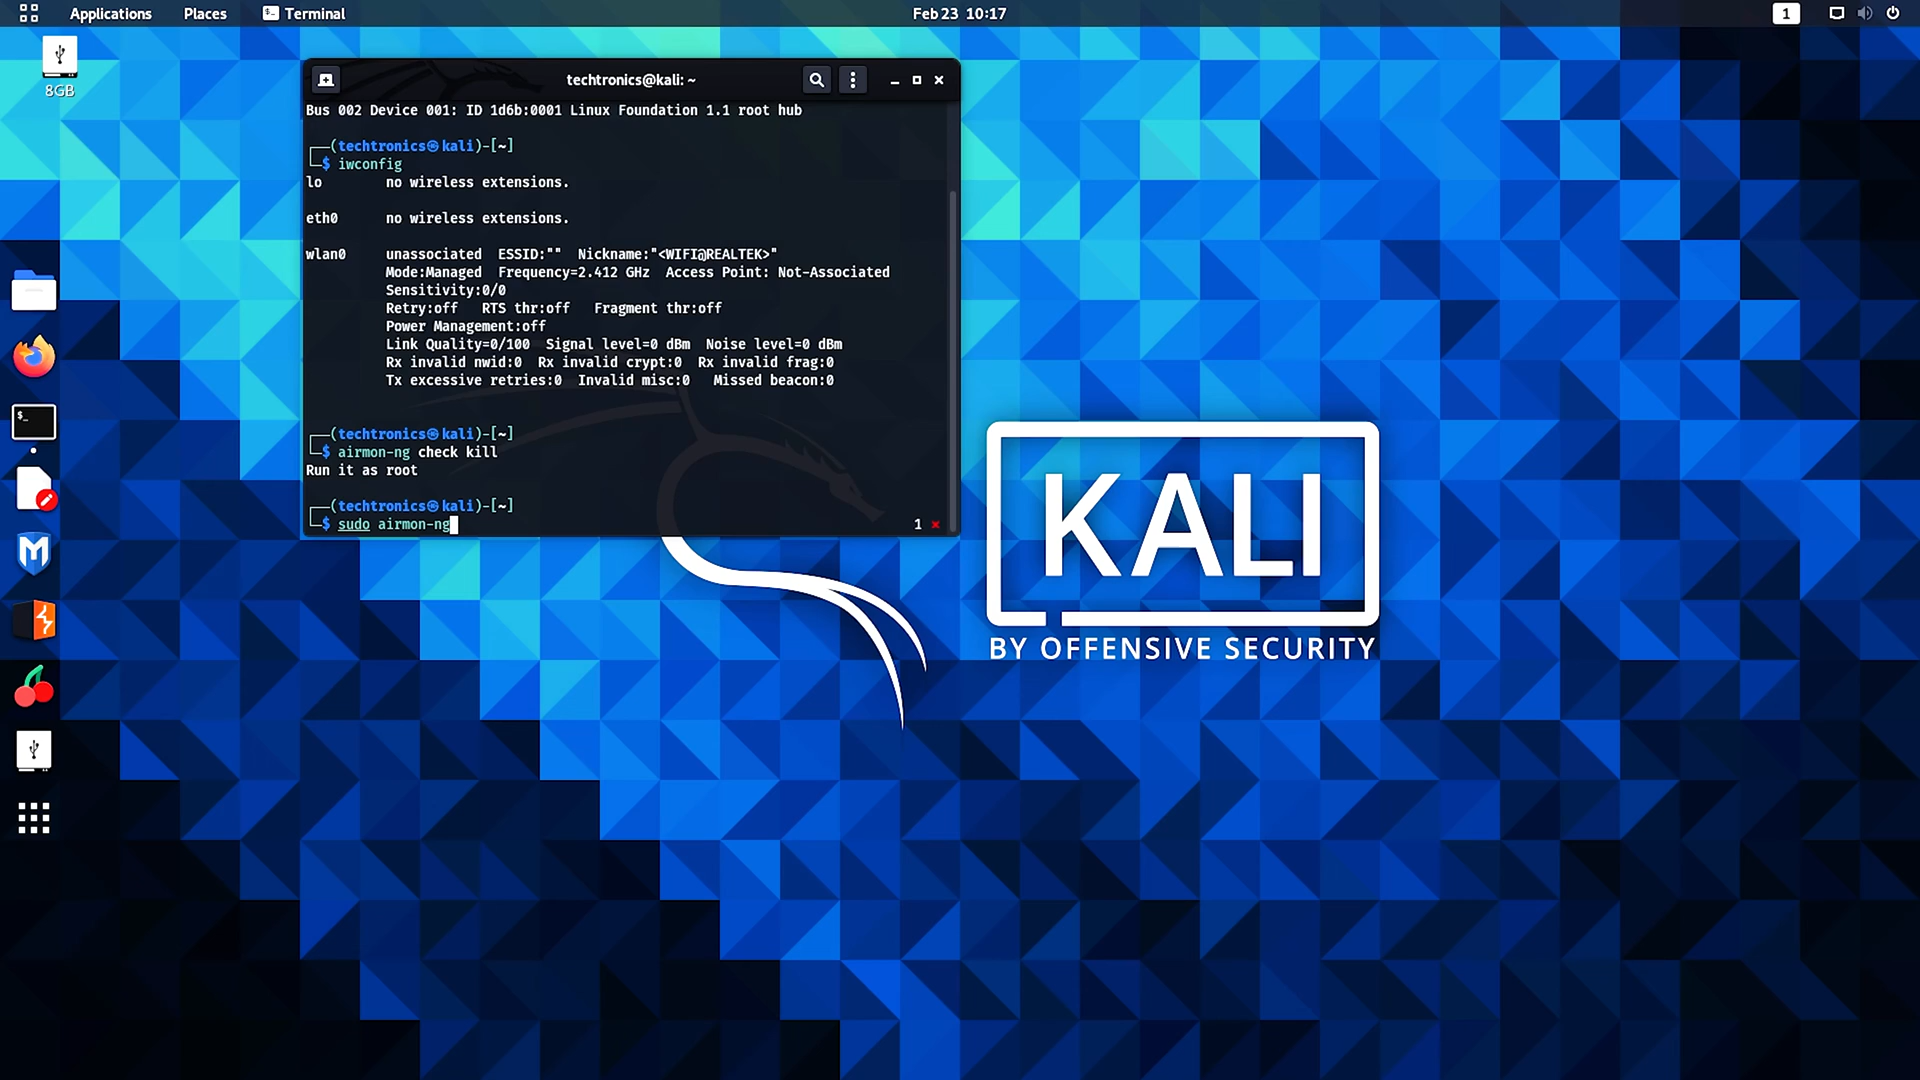 Applications Places Terminal Feb 23 10:17 1
8GB
techtronics@kali: ~
Bus 002 Device 001: ID 1d6b:0001 Linux Foundation 1.1 root hub
┌──(techtronics㉿kali)-[~]
└─$ iwconfig
lo        no wireless extensions.
eth0      no wireless extensions.
wlan0     unassociated  ESSID:""  Nickname:"<WIFI@REALTEK>"
Mode:Managed  Frequency=2.412 GHz  Access Point: Not-Associated
Sensitivity:0/0
Retry:off   RTS thr:off   Fragment thr:off
Power Management:off
Link Quality=0/100  Signal level=0 dBm  Noise level=0 dBm
Rx invalid nwid:0  Rx invalid crypt:0  Rx invalid frag:0
Tx excessive retries:0  Invalid misc:0   Missed beacon:0
┌──(techtronics㉿kali)-[~]
└─$ airmon-ng check kill
Run it as root
┌──(techtronics㉿kali)-[~]
└─$ sudo airmon-ng 1 ⨯
KALI
BY OFFENSIVE SECURITY